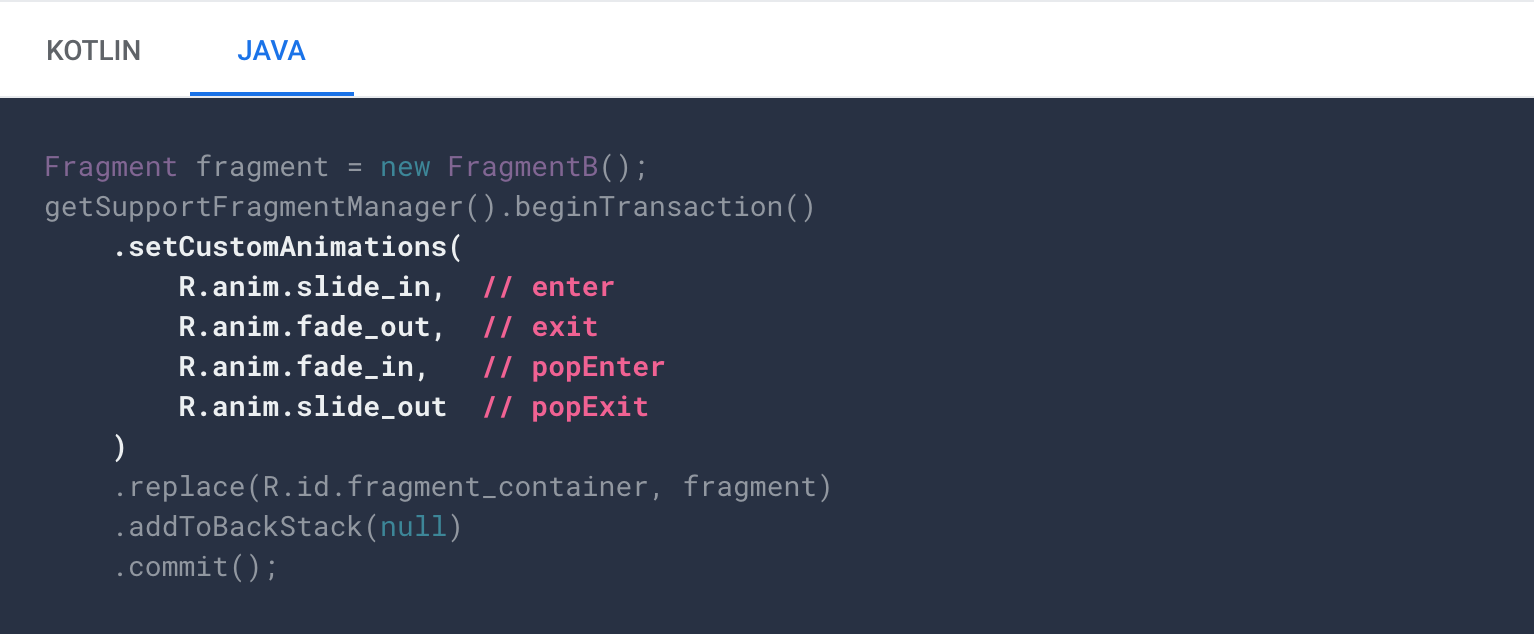 KOTLIN JAVA
Fragment fragment = new FragmentB();
getSupportFragmentManager().beginTransaction()
    .setCustomAnimations(
        R.anim.slide_in,  // enter
        R.anim.fade_out,  // exit
        R.anim.fade_in,   // popEnter
        R.anim.slide_out  // popExit
    )
    .replace(R.id.fragment_container, fragment)
    .addToBackStack(null)
    .commit();